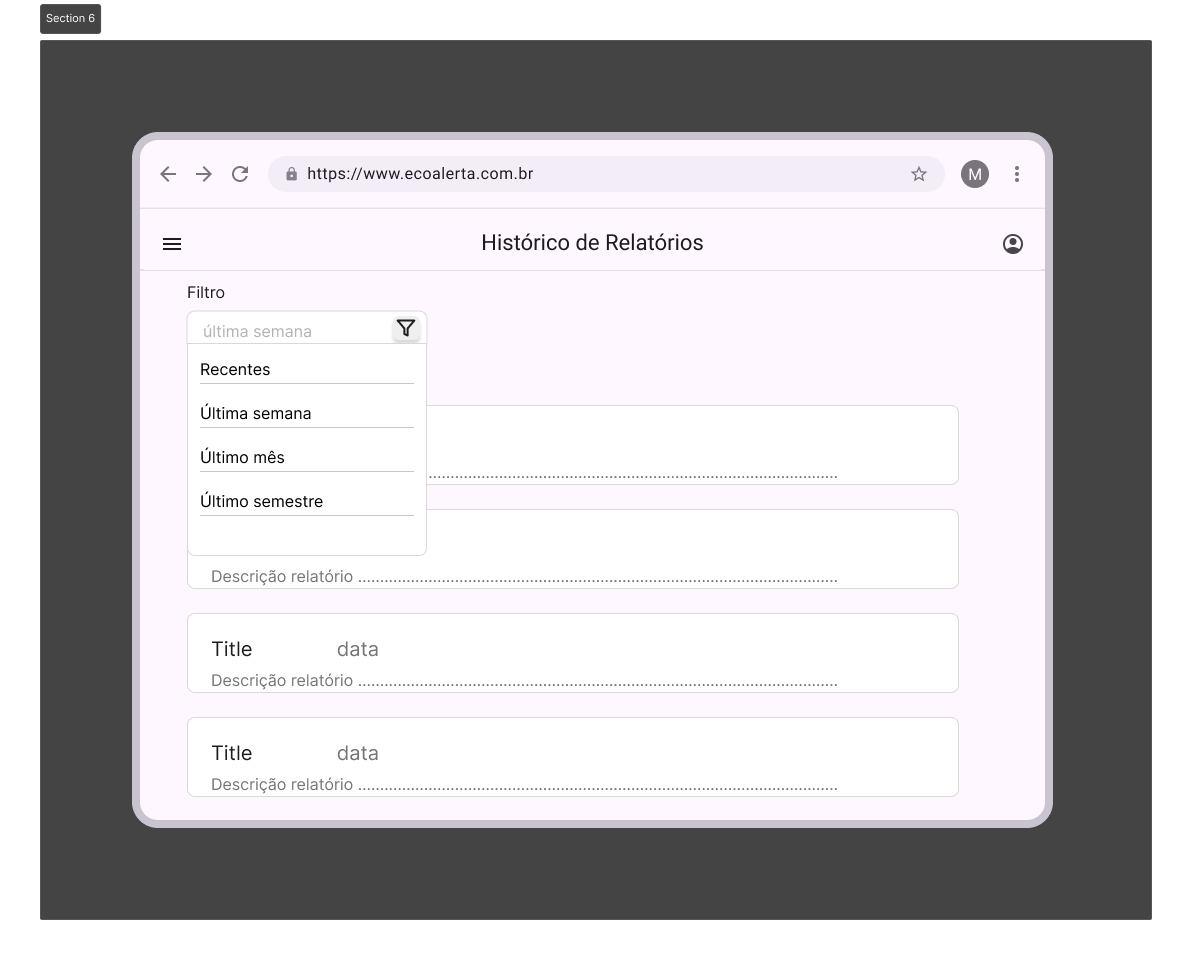 Section 6
https://www.ecoalerta.com.br
M
Histórico de Relatórios
Filtro
última semana
Recentes
Última semana
Último mês
Último semestre
Descrição relatório ................................................................................................................
Title data
Descrição relatório ................................................................................................................
Title data
Descrição relatório ................................................................................................................